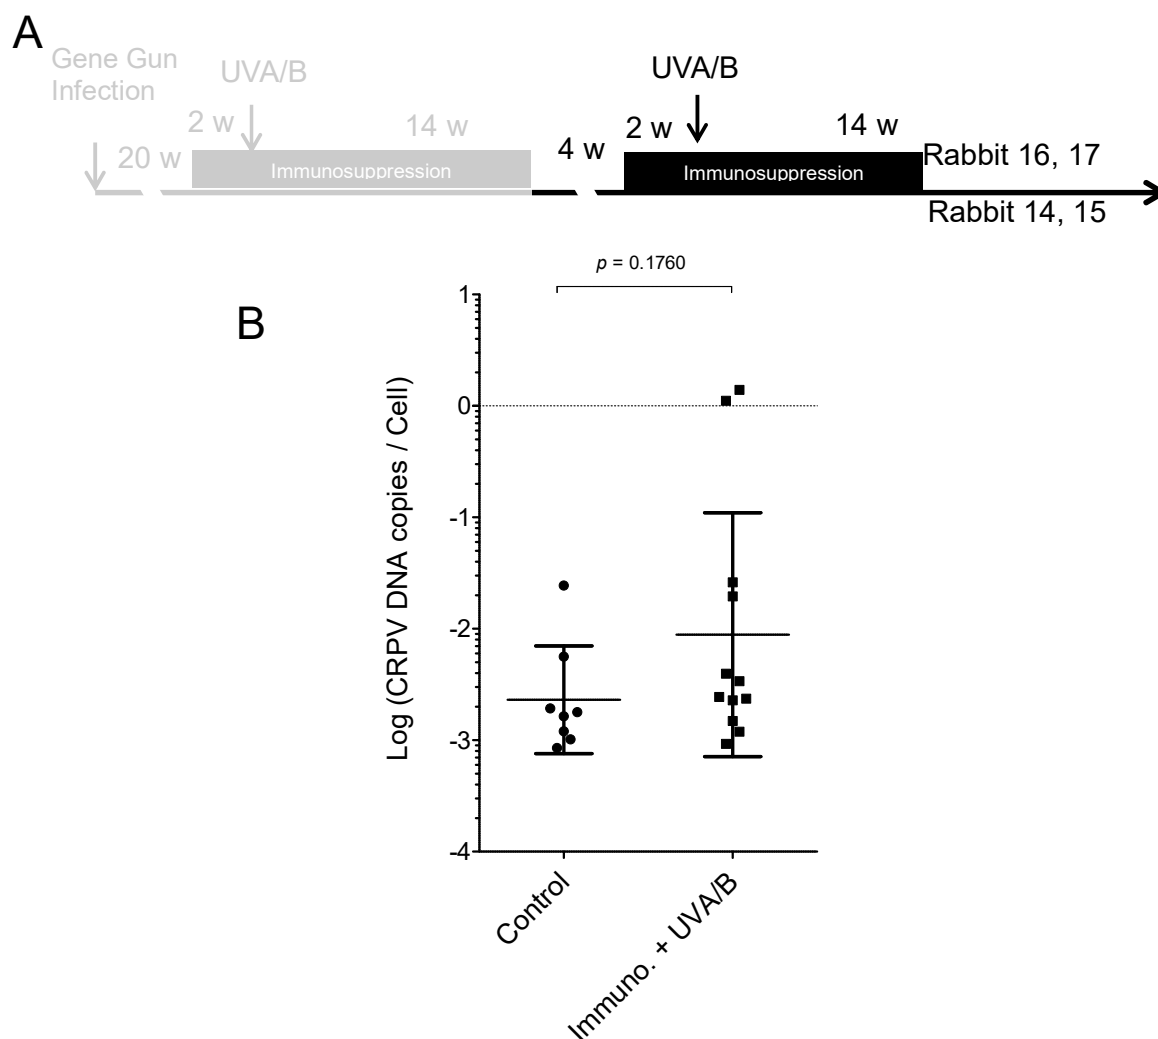 A
Gene Gun
Infection
UVA/B
2 w
14 w
20 w
Immunosuppression
4 w
UVA/B
2 w
14 w
Immunosuppression
Rabbit 16, 17
Rabbit 14, 15
B
p = 0.1760
Log (CRPV DNA copies / Cell)
1
0
-1
-2
-3
-4
Control
Immuno. + UVA/B